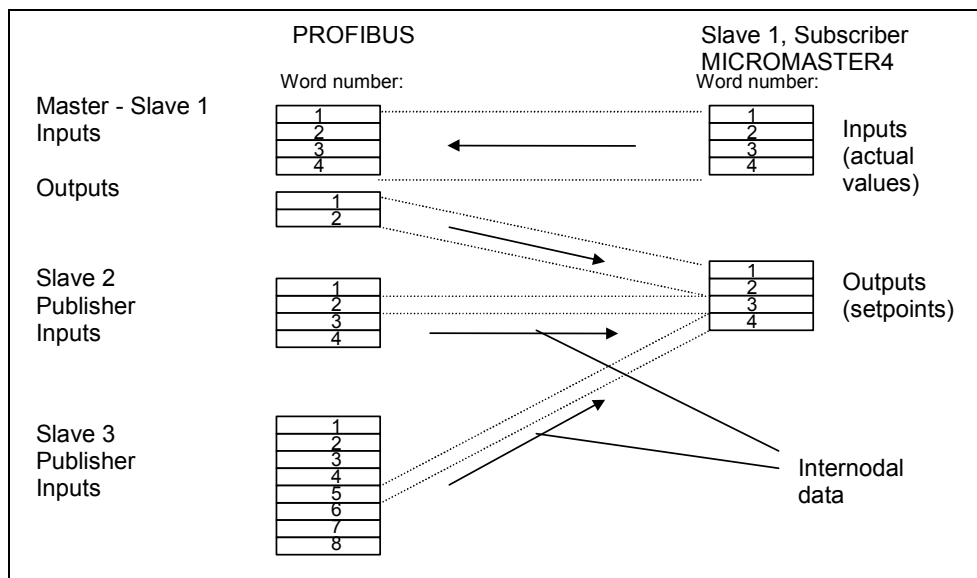 PROFIBUS
Slave 1, Subscriber
MICROMASTER4
Word number:
Word number:
Master - Slave 1
Inputs
1
2
3
4
1
2
3
4
Inputs
(actual
values)
Outputs
1
2
1
2
3
4
Outputs
(setpoints)
Slave 2
Publisher
Inputs
1
2
3
4
Slave 3
Publisher
Inputs
1
2
3
4
5
6
7
8
Internodal
data